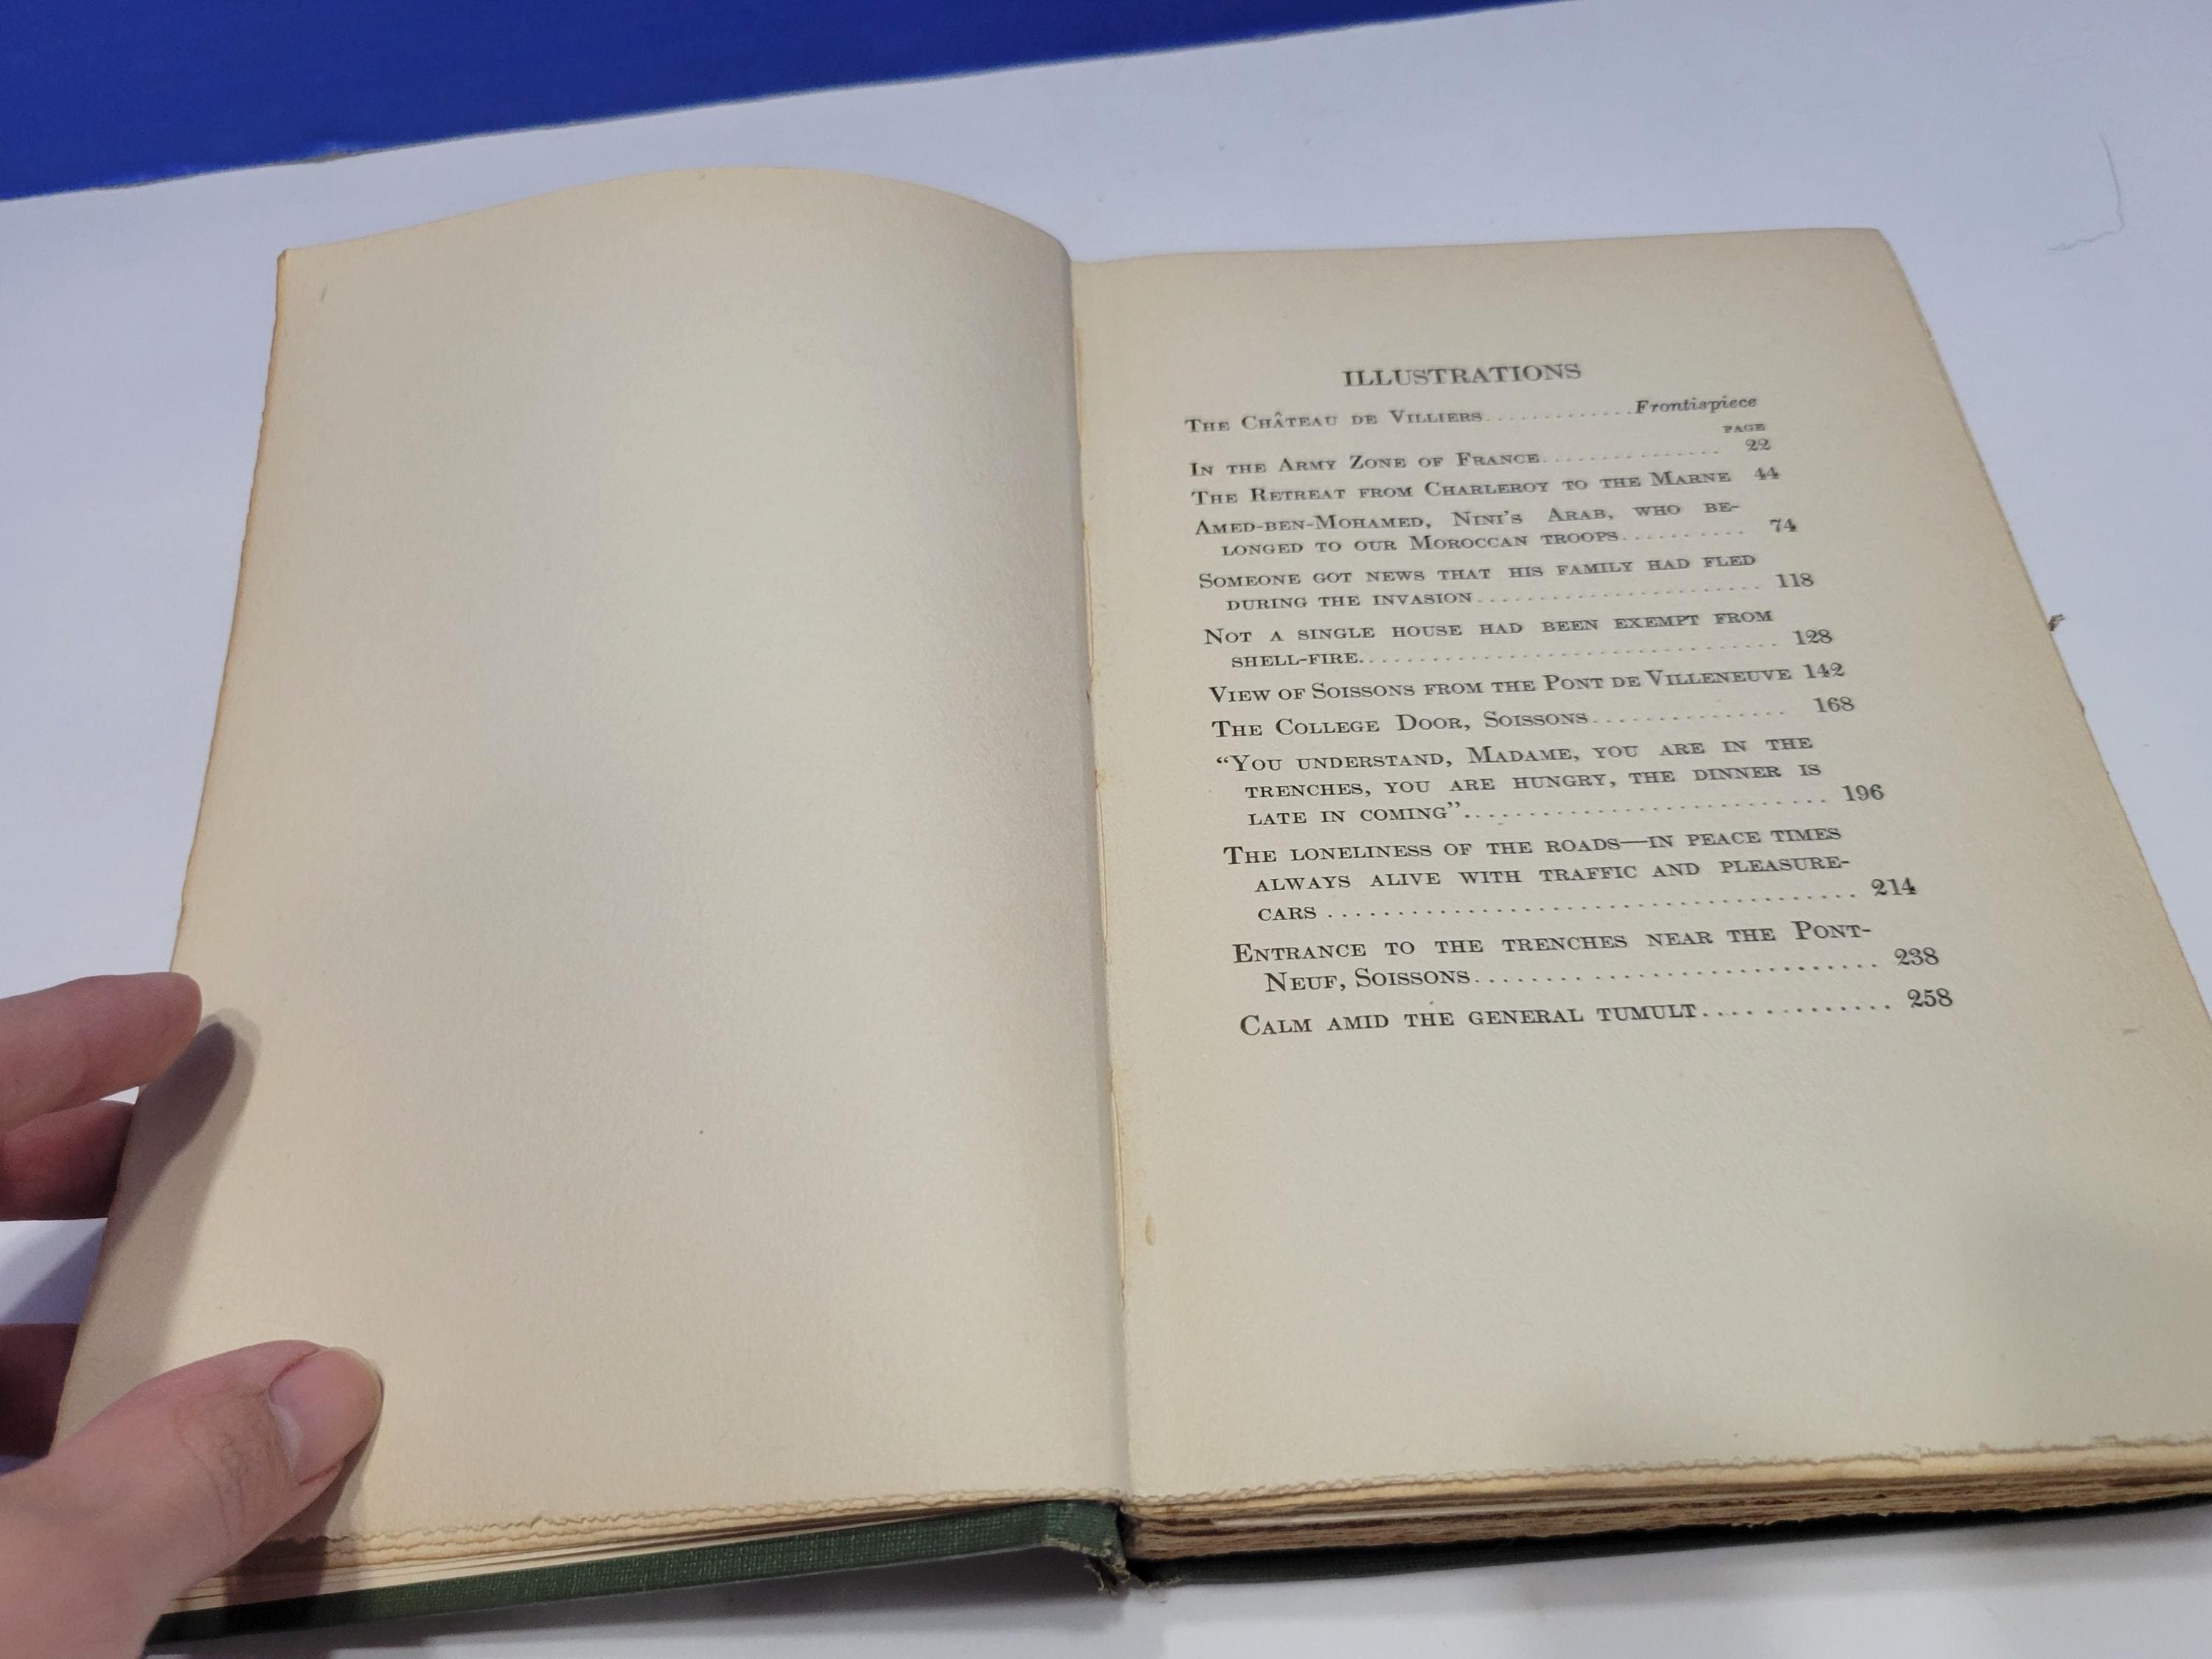 ILLUSTRATIONS
The Château de Villiers.............Frontispiece
PAGE
In the Army Zone of France............... 22
The Retreat from Charleroy to the Marne 44
Amed-ben-Mohamed, Nini's Arab, who be-
longed to our Moroccan troops.......... 74
Someone got news that his family had fled
during the invasion...................... 118
Not a single house had been exempt from
shell-fire................................ 128
View of Soissons from the Pont de Villeneuve 142
The College Door, Soissons............... 168
“You understand, Madame, you are in the
trenches, you are hungry, the dinner is
late in coming”........................... 196
The loneliness of the roads—in peace times
always alive with traffic and pleasure-
cars ..................................... 214
Entrance to the trenches near the Pont-
Neuf, Soissons............................ 238
Calm amid the general tumult............. 258